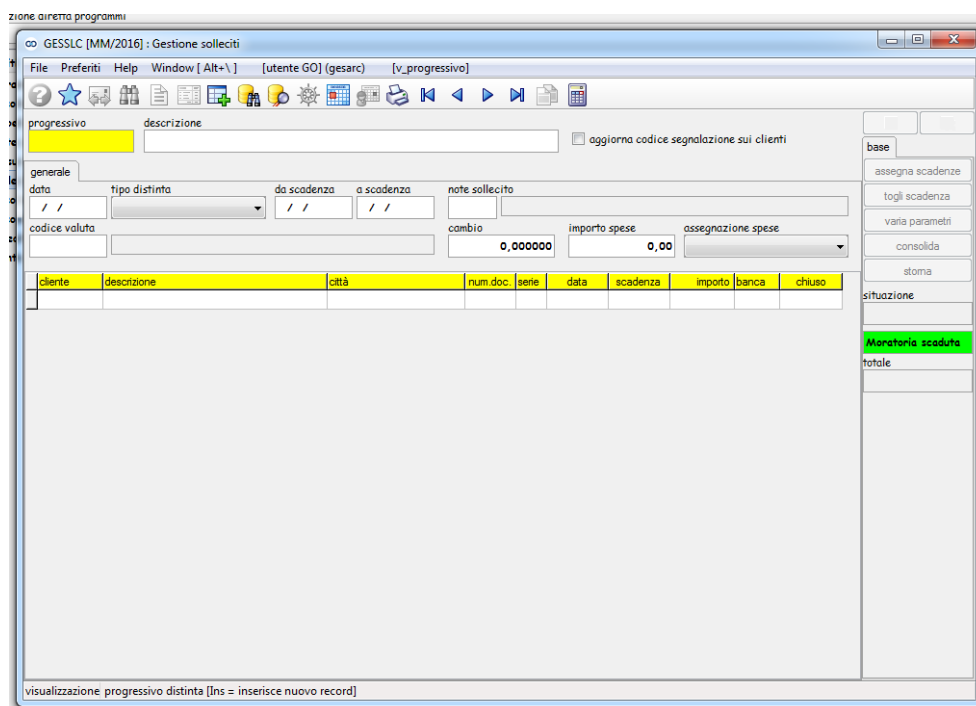 zione diretta programmi
GESSLC [MM/2016] : Gestione solleciti
File Preferiti Help Window [ Alt+\ ] [utente GO] (gesarc) [v_progressivo]
progressivo descrizione
aggiorna codice segnalazione sui clienti
base
generale
assegna scadenze
data tipo distinta da scadenza a scadenza note sollecito
togli scadenza
/ / / / / /
varia parametri
codice valuta cambio importo spese assegnazione spese
0,000000 0,00
consolida
storna
cliente descrizione città num.doc. serie data scadenza importo banca chiuso
situazione
Moratoria scaduta
totale
visualizzazione progressivo distinta [Ins = inserisce nuovo record]